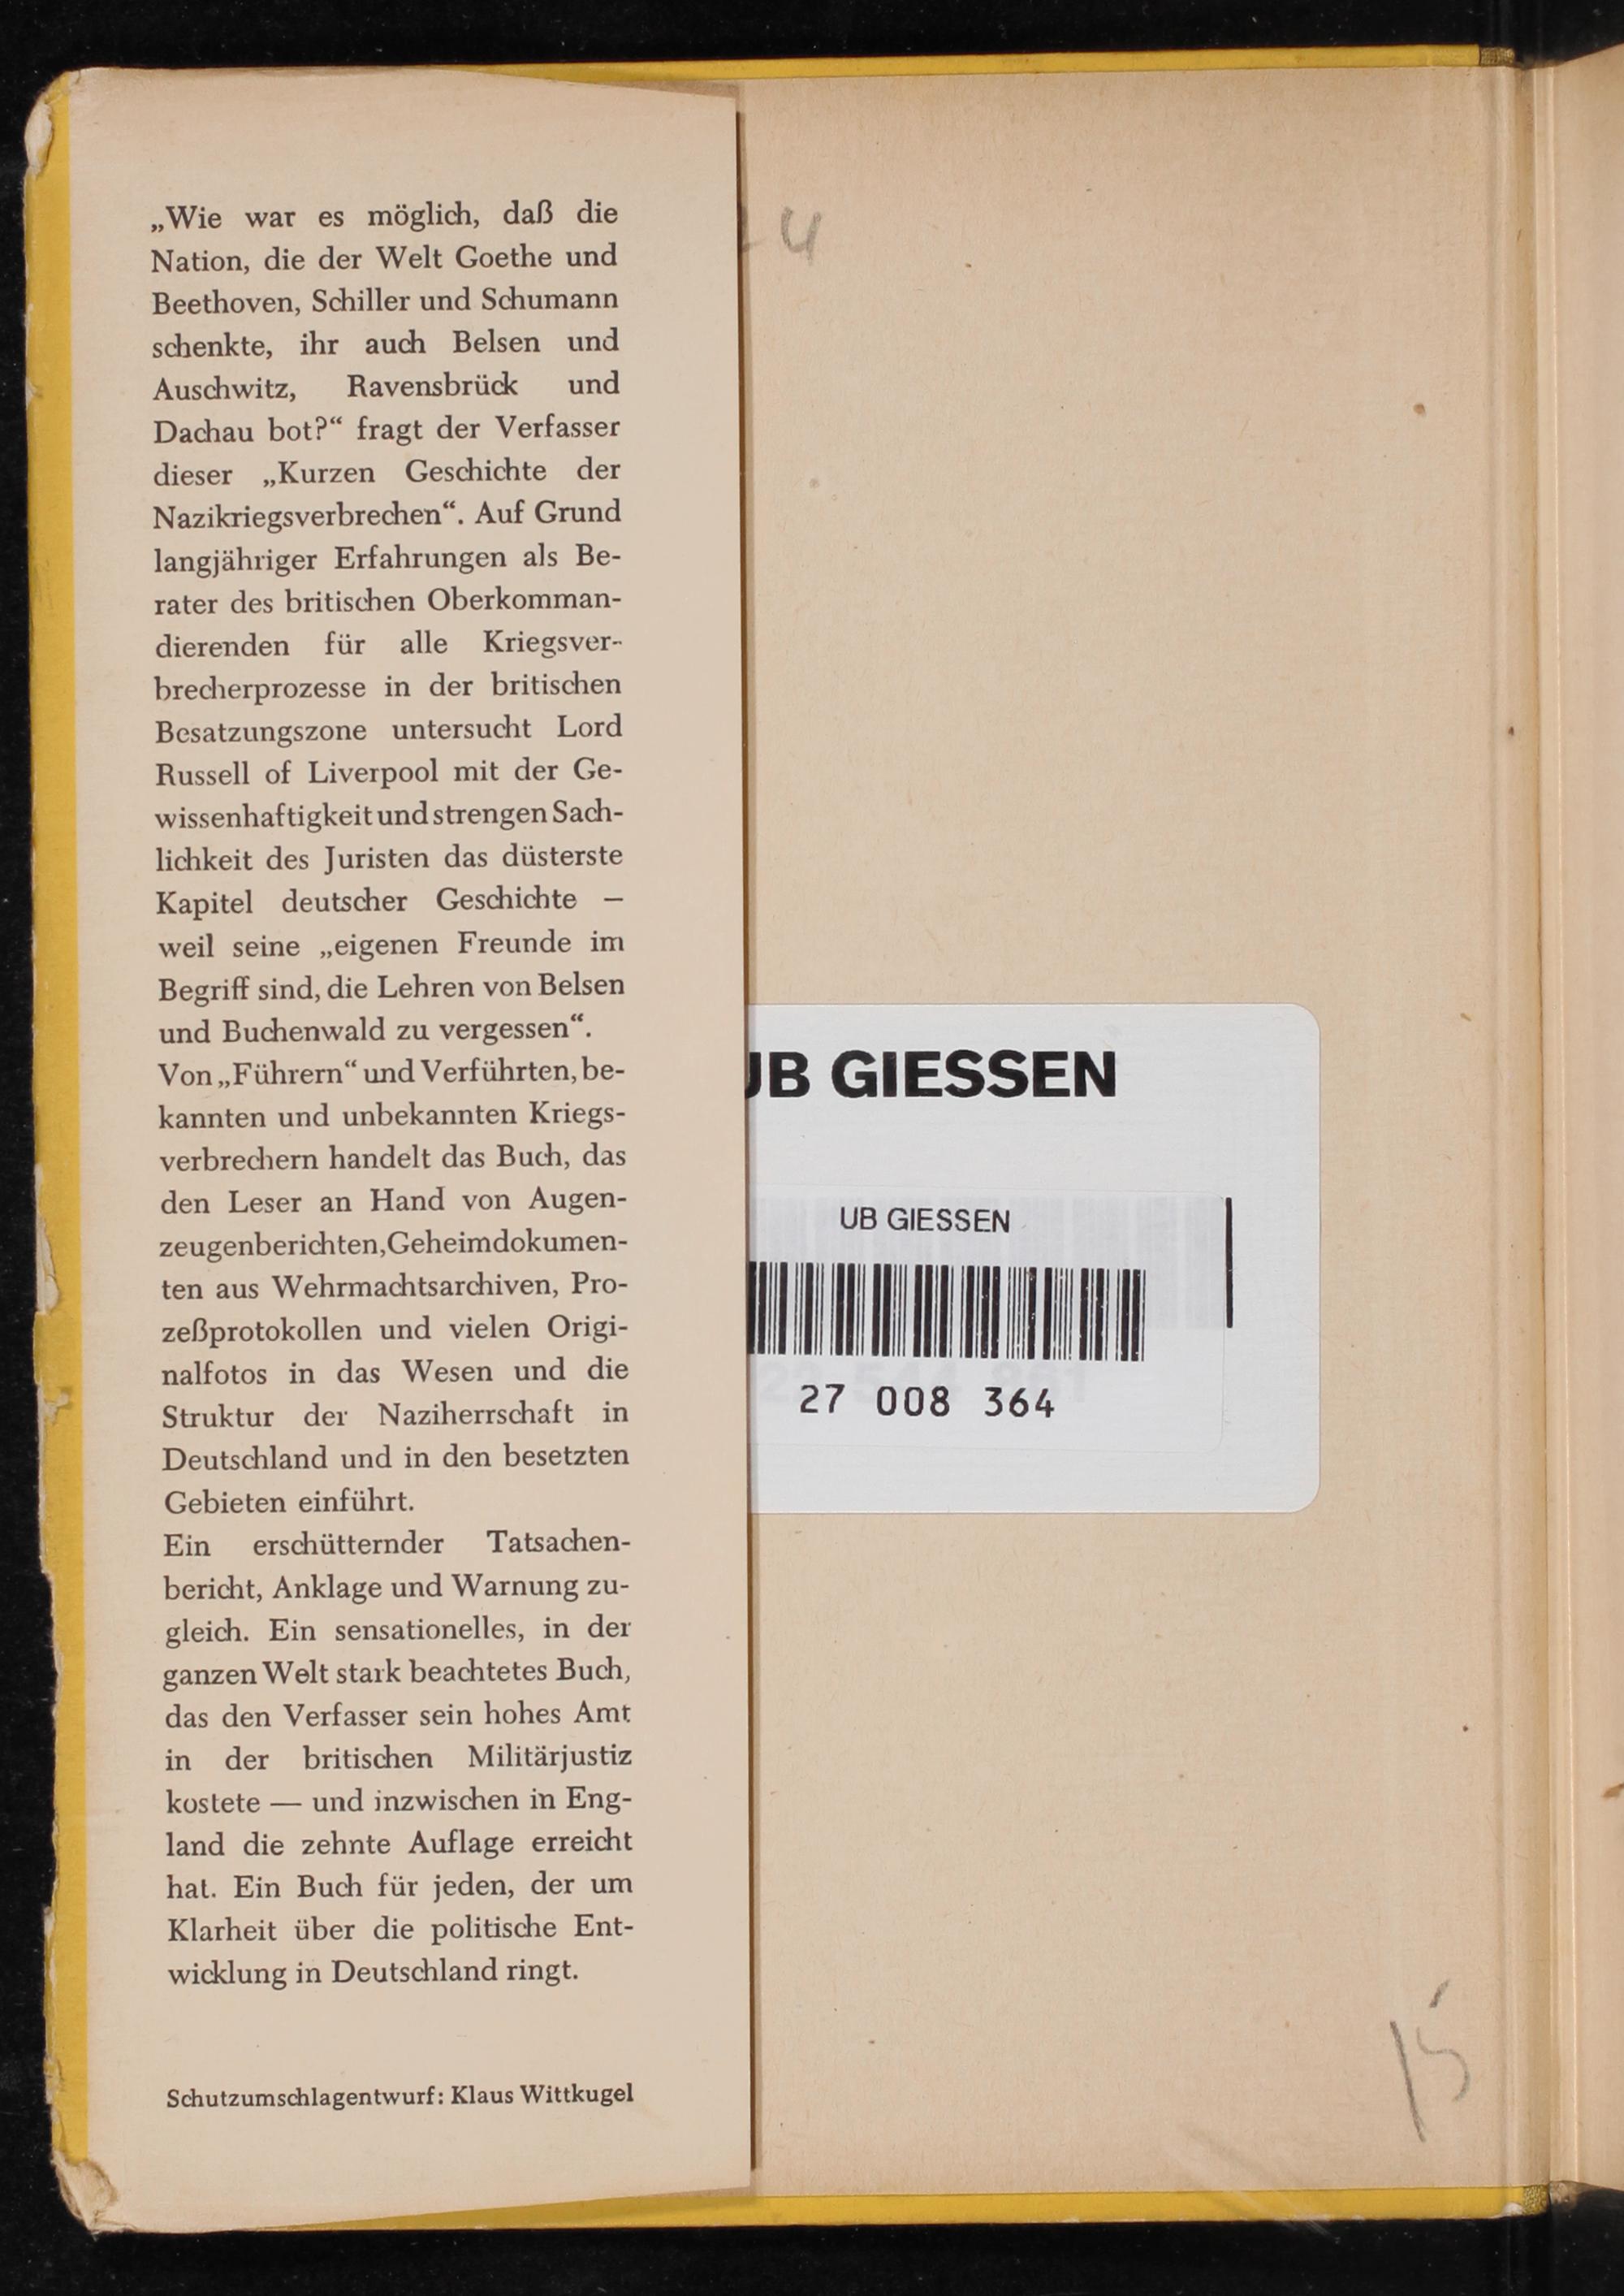 „Wie war es möglich, daß die
Nation, die der Welt Goethe und
Beethoven, Schiller und Schumann
schenkte, ihr auch Belsen und
Auschwitz, Ravensbrück und
Dachau bot?“ fragt der Verfasser
dieser „Kurzen Geschichte der
Nazikriegsverbrechen“. Auf Grund
langjähriger Erfahrungen als Be-
rater des britischen Oberkomman-
dierenden für alle Kriegsver-
brecherprozesse in der britischen
Besatzungszone untersucht Lord
Russell of Liverpool mit der Ge-
wissenhaftigkeit und strengen Sach-
lichkeit des Juristen das düsterste
Kapitel deutscher Geschichte –
weil seine „eigenen Freunde im
Begriff sind, die Lehren von Belsen
und Buchenwald zu vergessen“.
Von „Führern“ und Verführten, be-
kannten und unbekannten Kriegs-
verbrechern handelt das Buch, das
den Leser an Hand von Augen-
zeugenberichten, Geheimdokumen-
ten aus Wehrmachtsarchiven, Pro-
zeßprotokollen und vielen Origi-
nalfotos in das Wesen und die
Struktur der Naziherrschaft in
Deutschland und in den besetzten
Gebieten einführt.
Ein erschütternder Tatsachen-
bericht, Anklage und Warnung zu-
gleich. Ein sensationelles, in der
ganzen Welt stark beachtetes Buch,
das den Verfasser sein hohes Amt
in der britischen Militärjustiz
kostete — und inzwischen in Eng-
land die zehnte Auflage erreicht
hat. Ein Buch für jeden, der um
Klarheit über die politische Ent-
wicklung in Deutschland ringt.
Schutzumschlagentwurf: Klaus Wittkugel
4
UB GIESSEN
UB GIESSEN
27 008 364
15